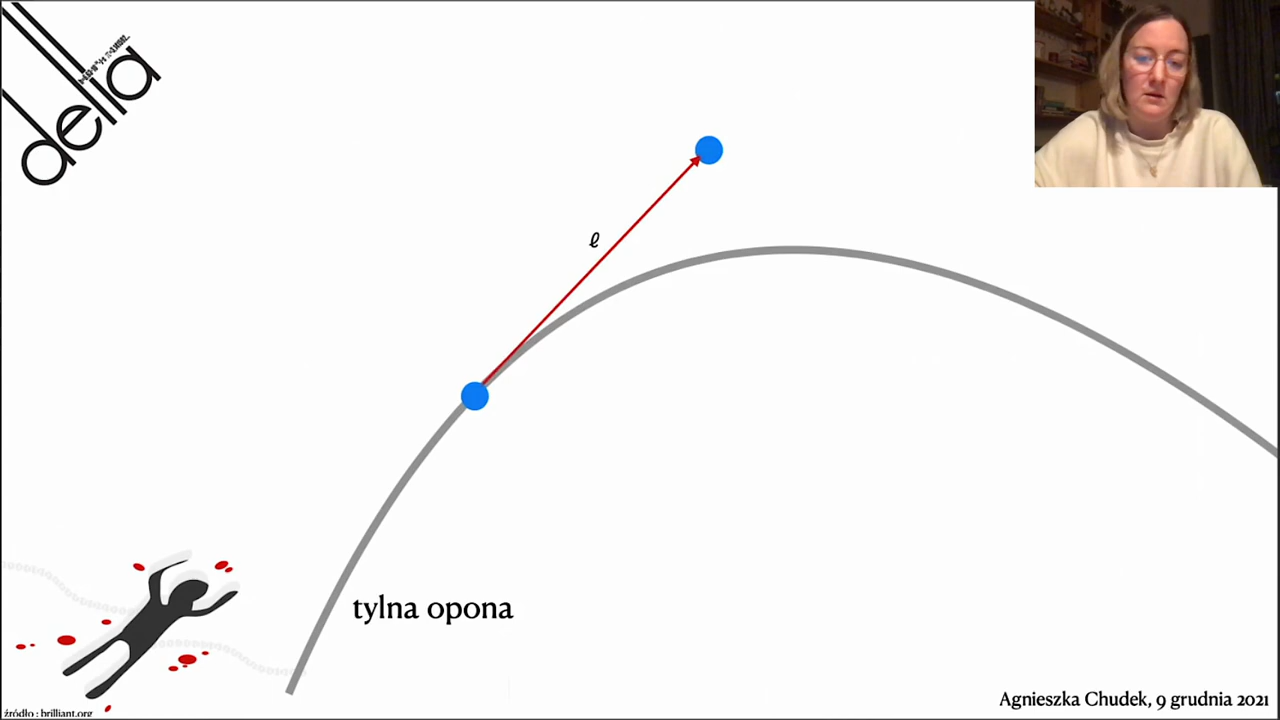 delta
ℓ
tylna opona
źródło : brilliant.org
Agnieszka Chudek, 9 grudnia 2021